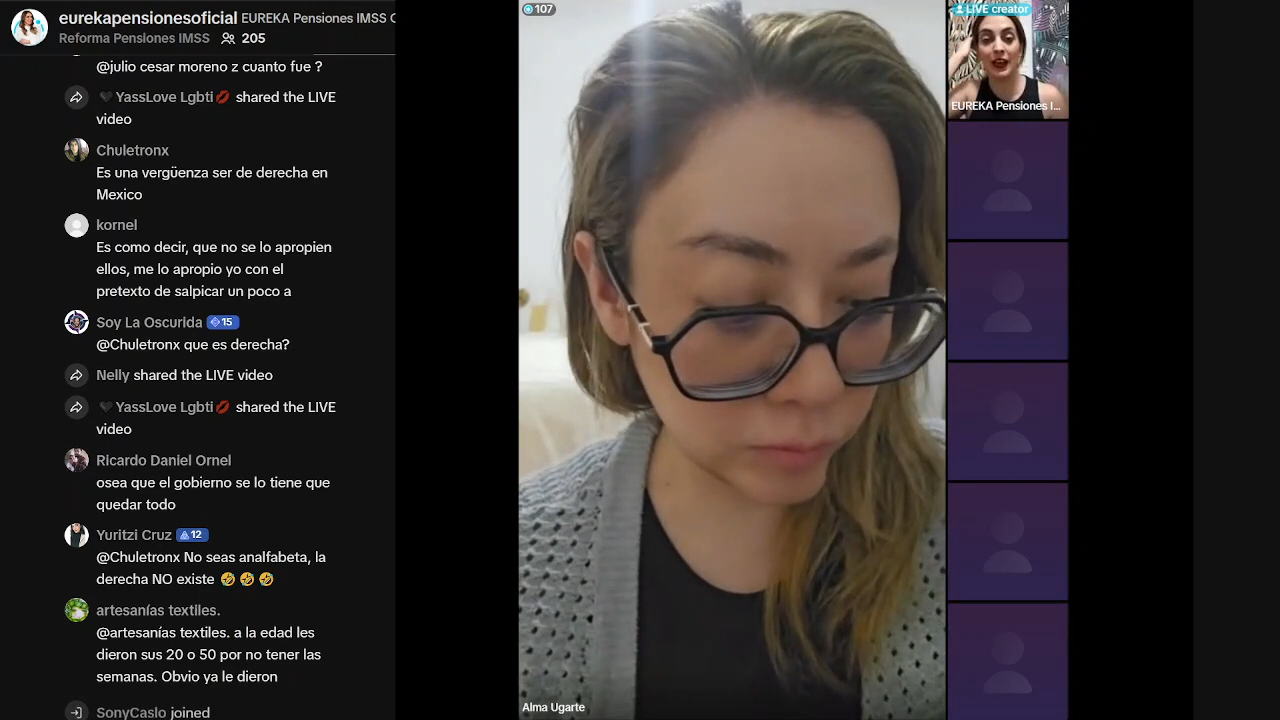 eurekapensionesoficial EUREKA Pensiones IMSS C
Reforma Pensiones IMSS 205
@julio cesar moreno z cuanto fue ?
🖤 YassLove Lgbti💋 shared the LIVE
video
Chuletronx
Es una vergüenza ser de derecha en
Mexico
kornel
Es como decir, que no se lo apropien
ellos, me lo apropio yo con el
pretexto de salpicar un poco a
Soy La Oscurida 15
@Chuletronx que es derecha?
Nelly shared the LIVE video
🖤 YassLove Lgbti💋 shared the LIVE
video
Ricardo Daniel Ornel
osea que el gobierno se lo tiene que
quedar todo
Yuritzi Cruz 12
@Chuletronx No seas analfabeta, la
derecha NO existe 🤣🤣🤣
artesanías textiles.
@artesanías textiles. a la edad les
dieron sus 20 o 50 por no tener las
semanas. Obvio ya le dieron
SonyCaslo joined
107
Alma Ugarte
LIVE creator
EUREKA Pensiones I...